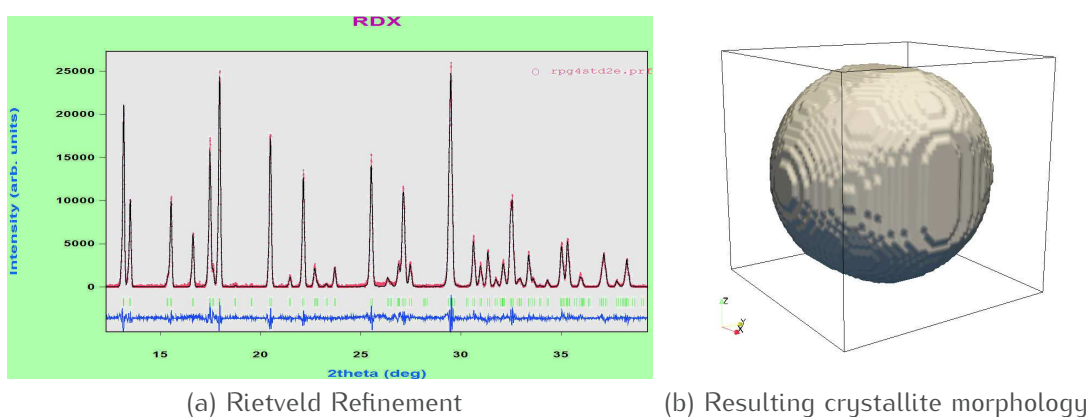 RDX
25000
rpg4std2e.prf
20000
15000
10000
5000
0
Intensity (arb. units)
15 20 25 30 35
2theta (deg)
Z
Y
X
(a) Rietveld Refinement
(b) Resulting crystallite morphology